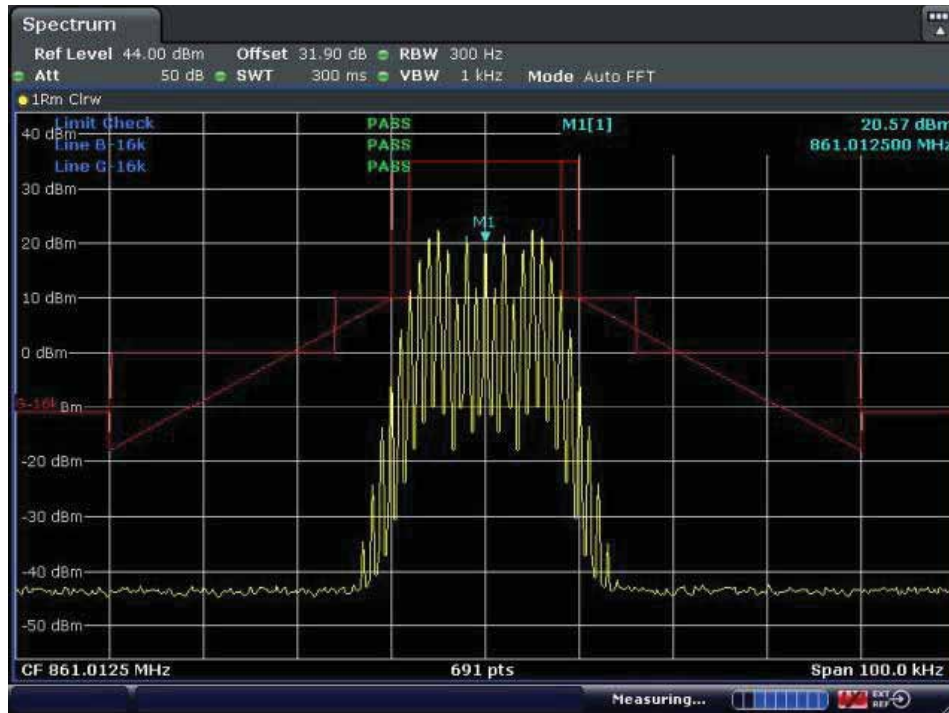 Spectrum
Ref Level 44.00 dBm Offset 31.90 dB RBW 300 Hz
Att 50 dB SWT 300 ms VBW 1 kHz Mode Auto FFT
1Rm Clrw
Limit Check PASS M1[1] 20.57 dBm
40 dBm
Line B-16k PASS 861.012500 MHz
Line G-16k PASS
30 dBm
M1
20 dBm
10 dBm
0 dBm
G-16k Bm
-20 dBm
-30 dBm
-40 dBm
-50 dBm
CF 861.0125 MHz 691 pts Span 100.0 kHz
Measuring... EXT REF